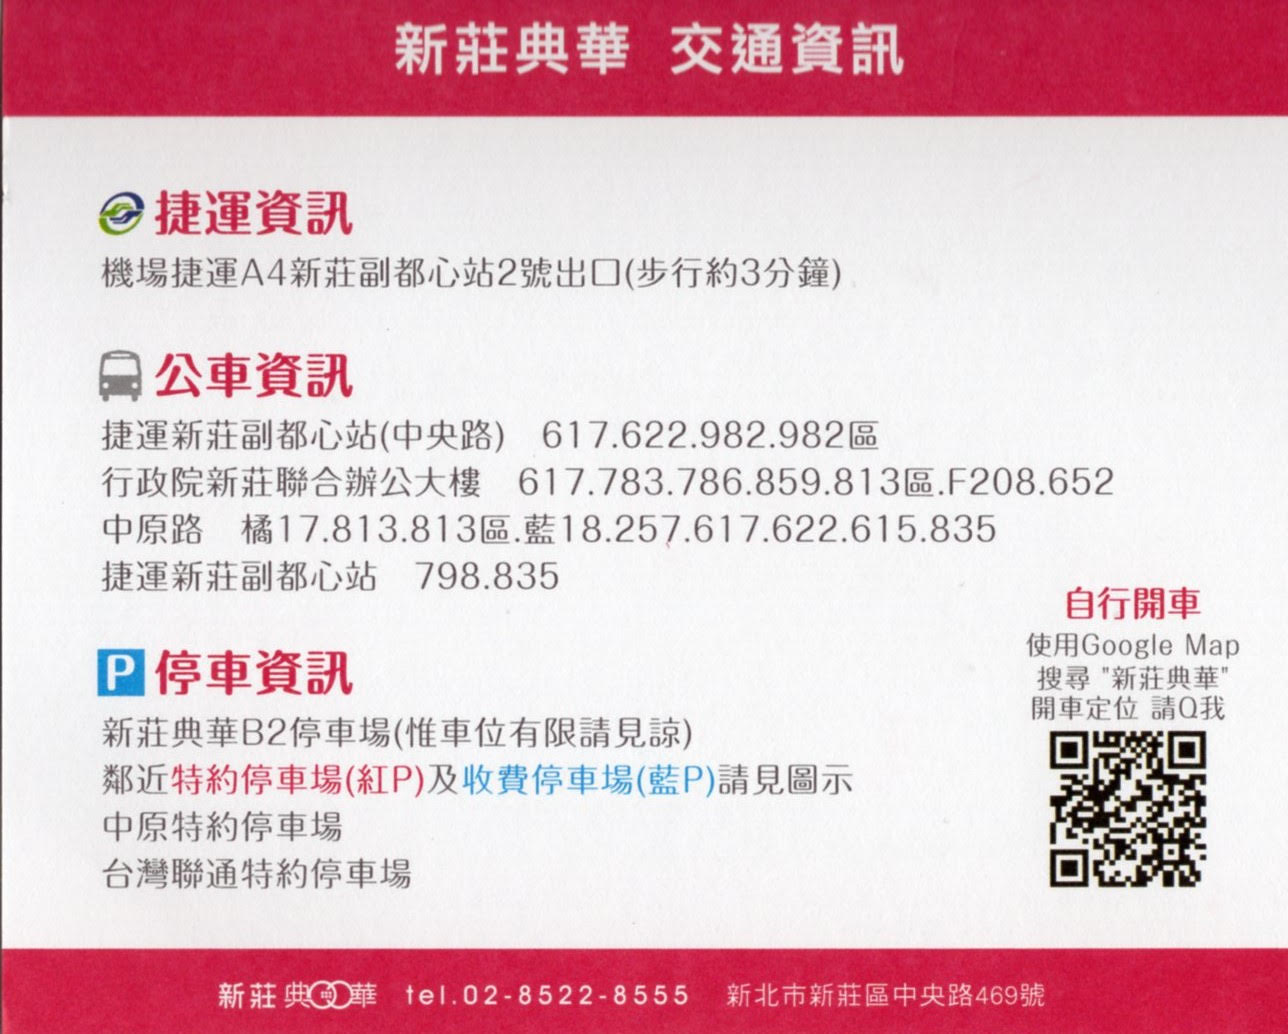 新莊典華 交通資訊
捷運資訊
機場捷運A4新莊副都心站2號出口(步行約3分鐘)
公車資訊
捷運新莊副都心站(中央路) 617.622.982.982區
行政院新莊聯合辦公大樓 617.783.786.859.813區.F208.652
中原路 橘17.813.813區.藍18.257.617.622.615.835
捷運新莊副都心站 798.835
P 停車資訊
新莊典華B2停車場(惟車位有限請見諒)
鄰近特約停車場(紅P)及收費停車場(藍P)請見圖示
中原特約停車場
台灣聯通特約停車場
自行開車
使用Google Map
搜尋 "新莊典華"
開車定位 請Q我
新莊典華 tel.02-8522-8555 新北市新莊區中央路469號